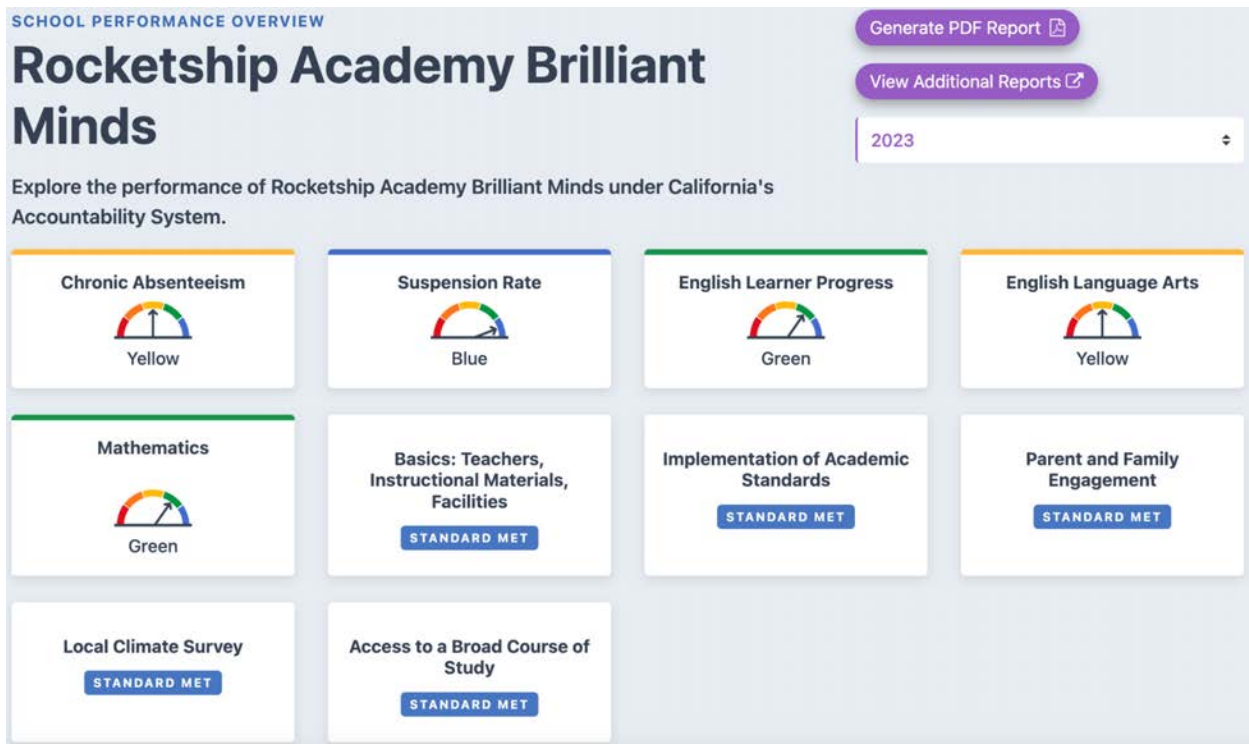 SCHOOL PERFORMANCE OVERVIEW
Rocketship Academy Brilliant
Minds
Explore the performance of Rocketship Academy Brilliant Minds under California's
Accountability System.
Generate PDF Report
View Additional Reports
2023
Chronic Absenteeism
Yellow
Suspension Rate
Blue
English Learner Progress
Green
English Language Arts
Yellow
Mathematics
Green
Basics: Teachers,
Instructional Materials,
Facilities
STANDARD MET
Implementation of Academic
Standards
STANDARD MET
Parent and Family
Engagement
STANDARD MET
Local Climate Survey
STANDARD MET
Access to a Broad Course of
Study
STANDARD MET